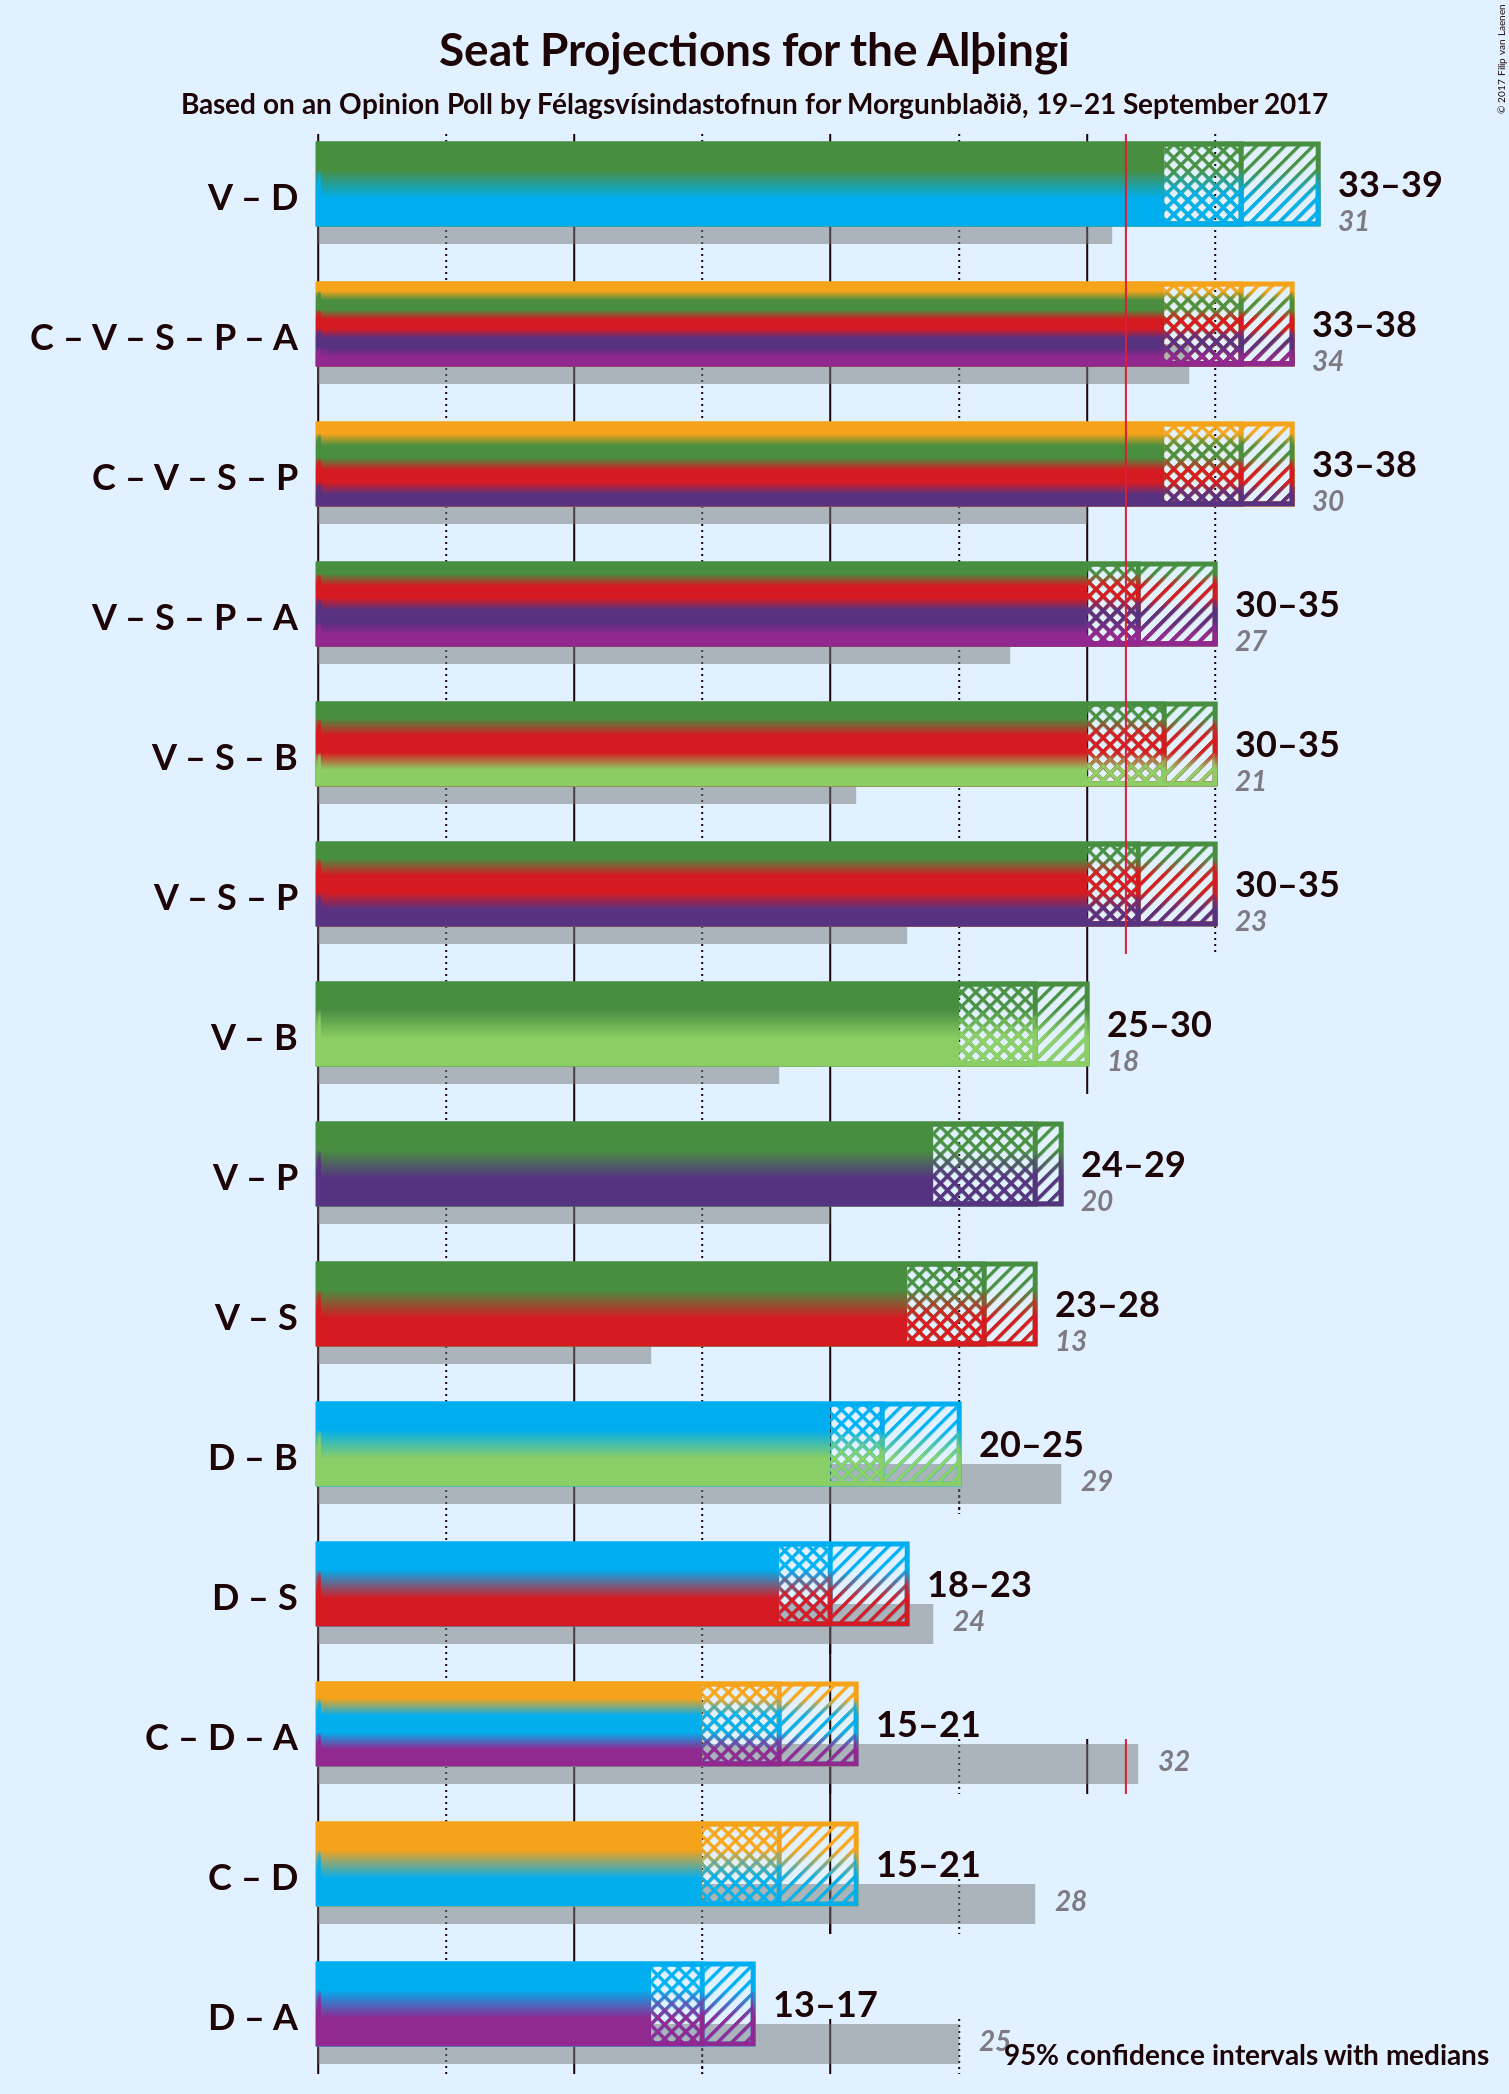 © 2017 Filip van Laenen
Seat Projections for the Alþingi
Based on an Opinion Poll by Félagsvísindastofnun for Morgunblaðið, 19–21 September 2017
V – D
33–39
31
C – V – S – P – A
33–38
34
C – V – S – P
33–38
30
V – S – P – A
30–35
27
V – S – B
30–35
21
V – S – P
30–35
23
V – B
25–30
18
V – P
24–29
20
V – S
23–28
13
D – B
20–25
29
D – S
18–23
24
C – D – A
15–21
32
C – D
15–21
28
D – A
13–17
25
95% confidence intervals with medians